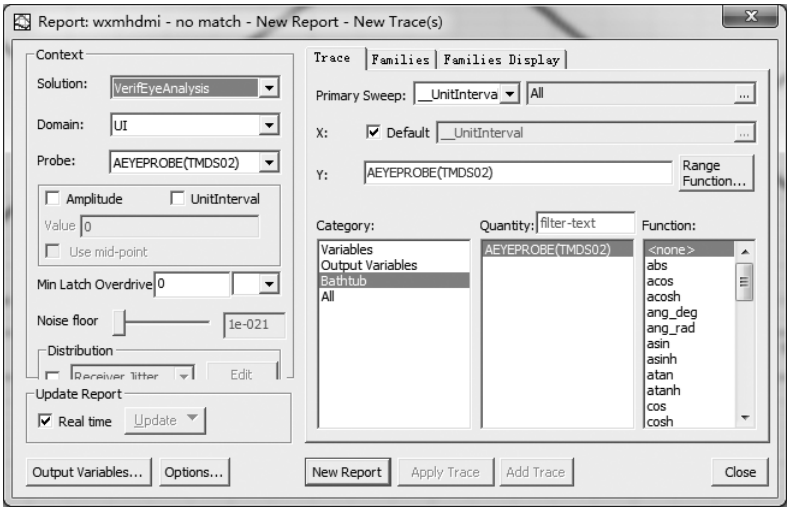 Report: wxmhdmi - no match - New Report - New Trace(s)
Context
Solution: VerifEyeAnalysis
Domain: UI
Probe: AEYEPROBE(TMDS02)
Amplitude UnitInterval
Value 0
Use mid-point
Min Latch Overdrive 0
Noise floor 1e-021
Distribution
Receiver Jitter Edit
Update Report
Real time Update
Output Variables... Options...
Trace Families Families Display
Primary Sweep: __UnitInterva All ...
X: Default __UnitInterval ...
Y: AEYEPROBE(TMDS02) Range
Function...
Category: Quantity: filter-text Function:
Variables AEYEPROBE(TMDS02) <none>
Output Variables abs
Bathtub acos
All acosh
ang_deg
ang_rad
asin
asinh
atan
atanh
cos
cosh
New Report Apply Trace Add Trace Close